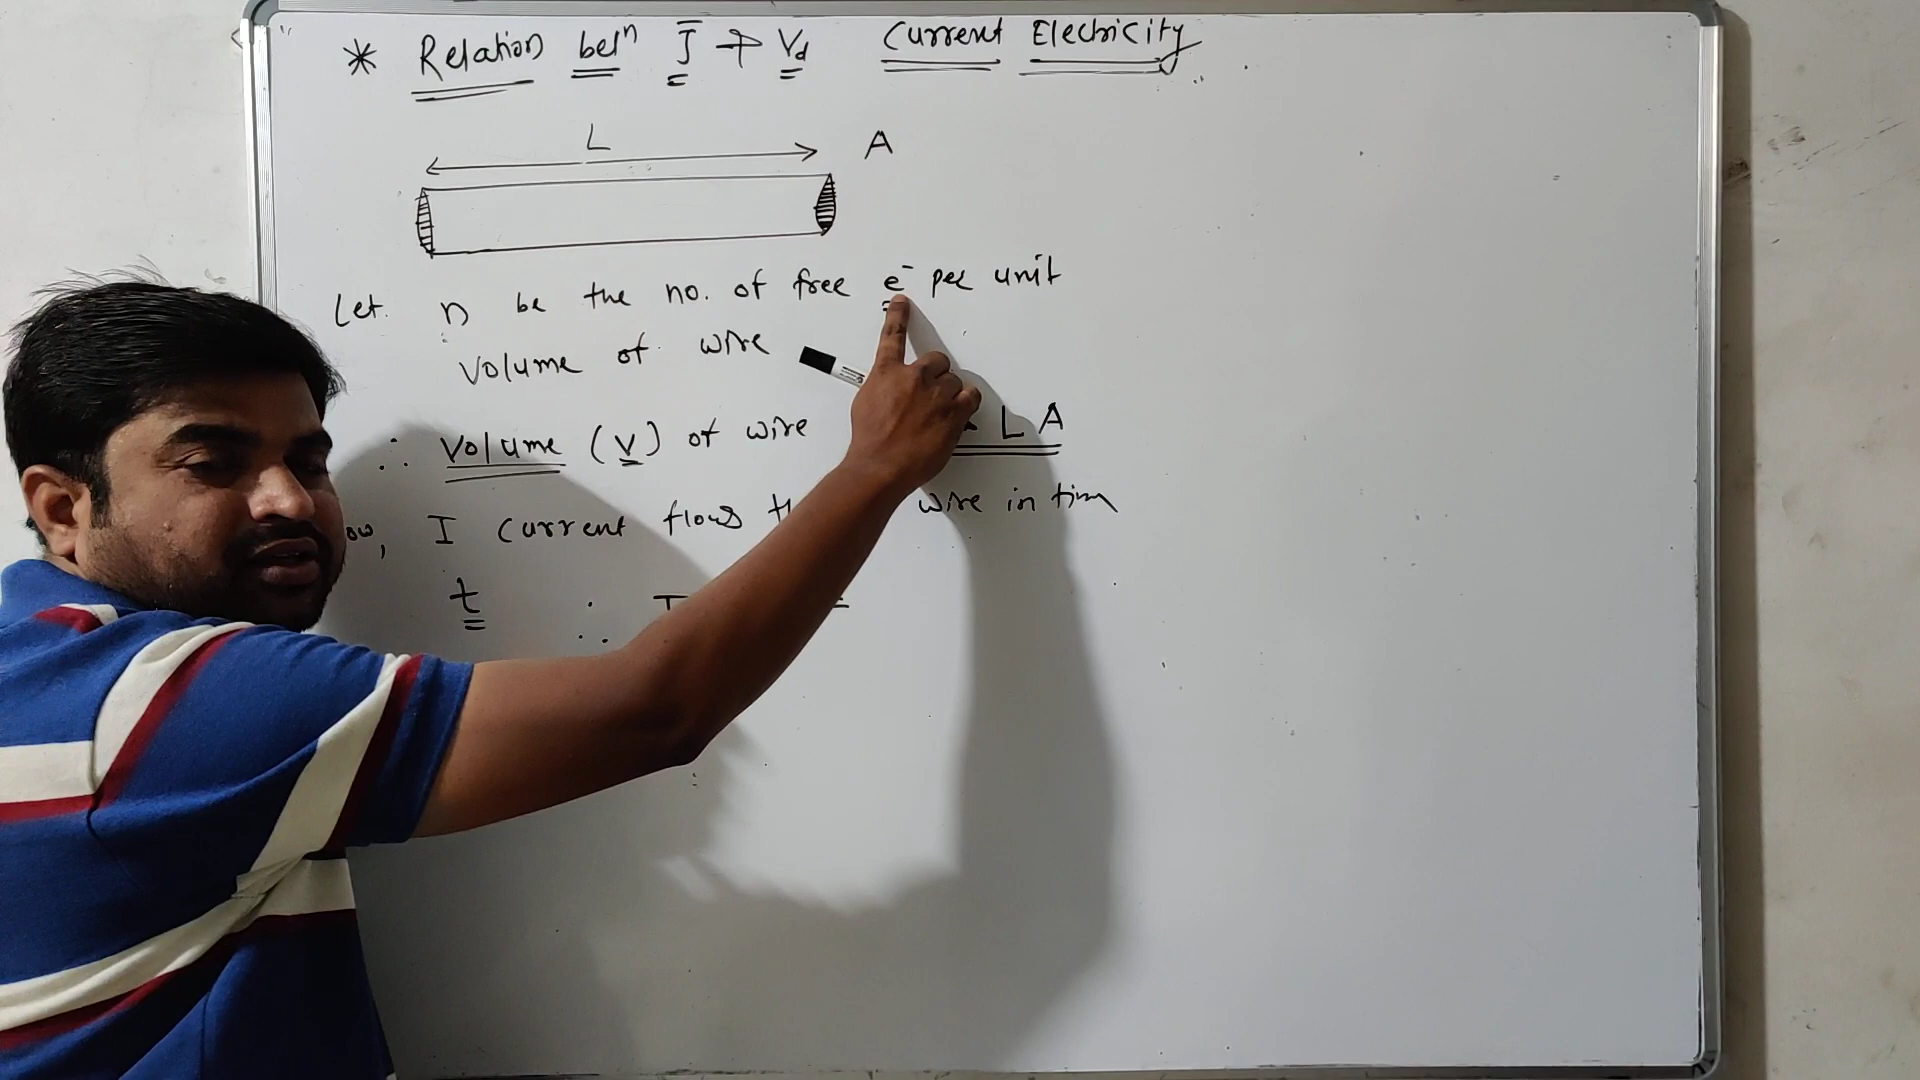 * Relation betn J & Vd Current Electricity
L A
Let n be the no. of free e- per unit
volume of wire
∴ Volume (V) of wire L A
I current flows wire in time
t ∴ I